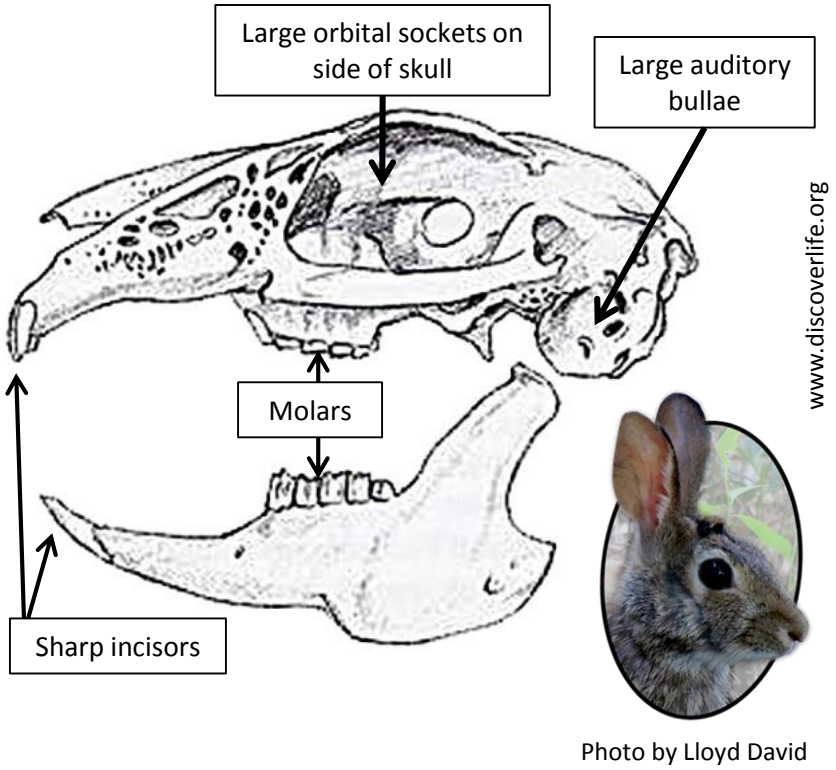 Large orbital sockets on
side of skull
Large auditory
bullae
www.discoverlife.org
Molars
Sharp incisors
Photo by Lloyd David